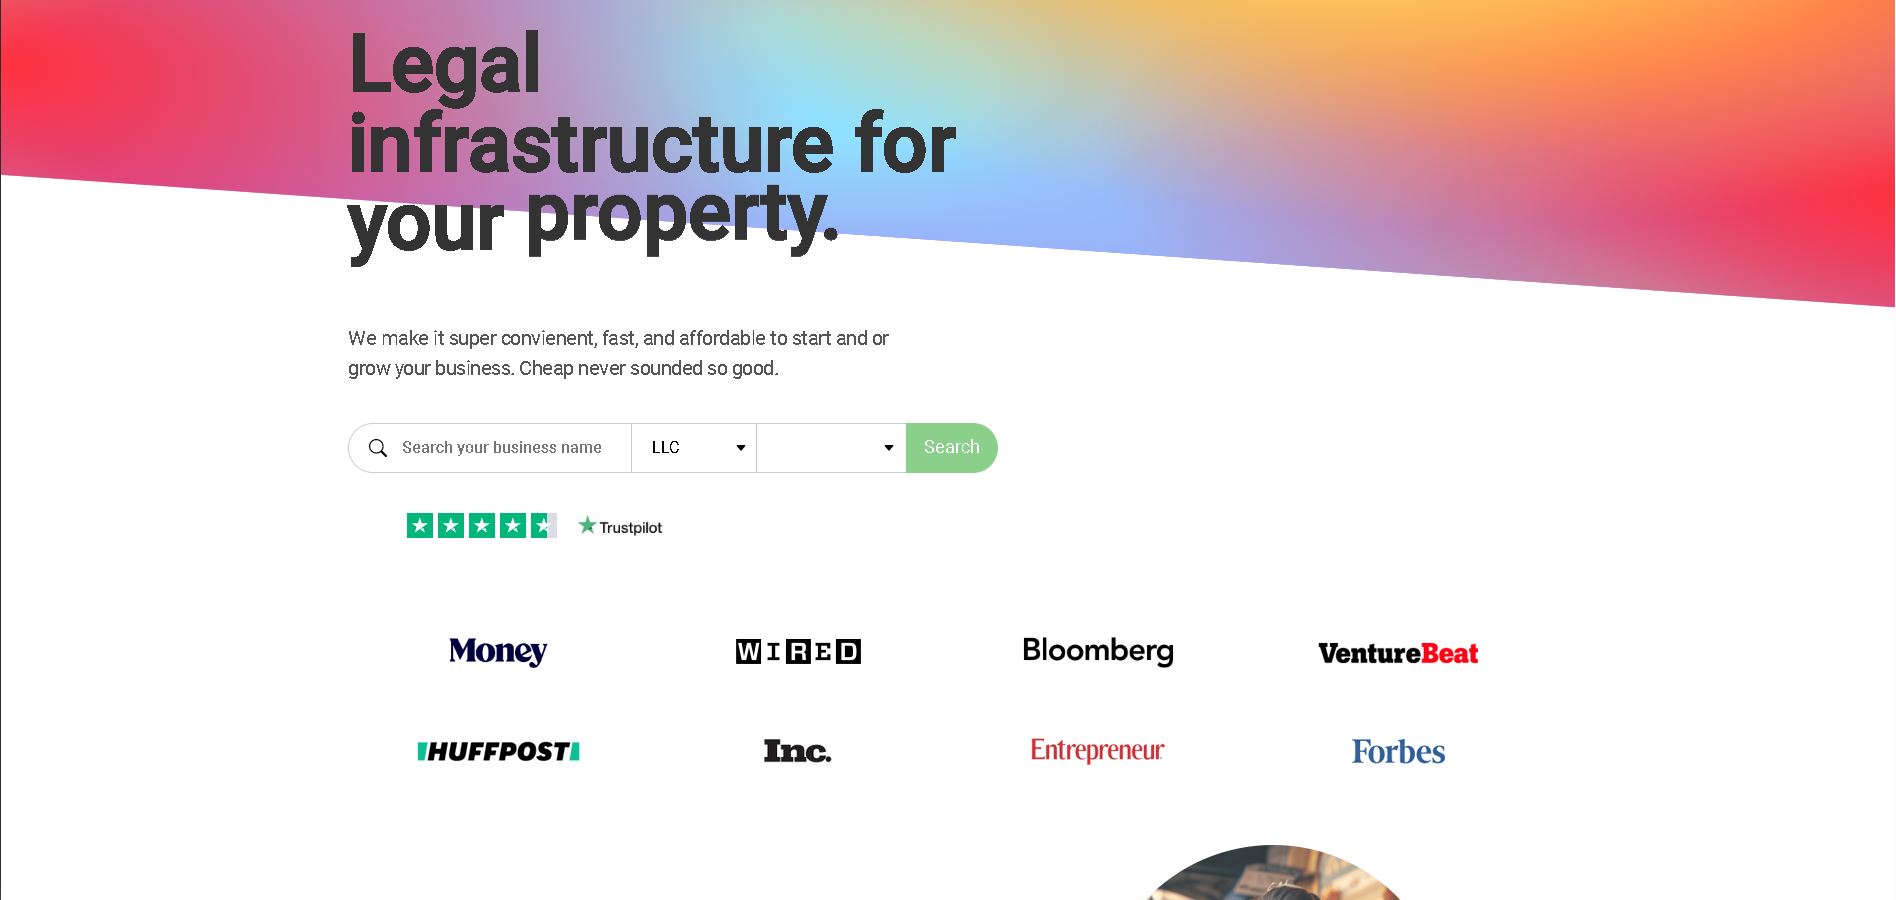 Legal
infrastructure for
your property.
We make it super convienent, fast, and affordable to start and or
grow your business. Cheap never sounded so good.
Search your business name LLC Search
Trustpilot
Money WIRED Bloomberg VentureBeat
HUFFPOST Inc. Entrepreneur Forbes